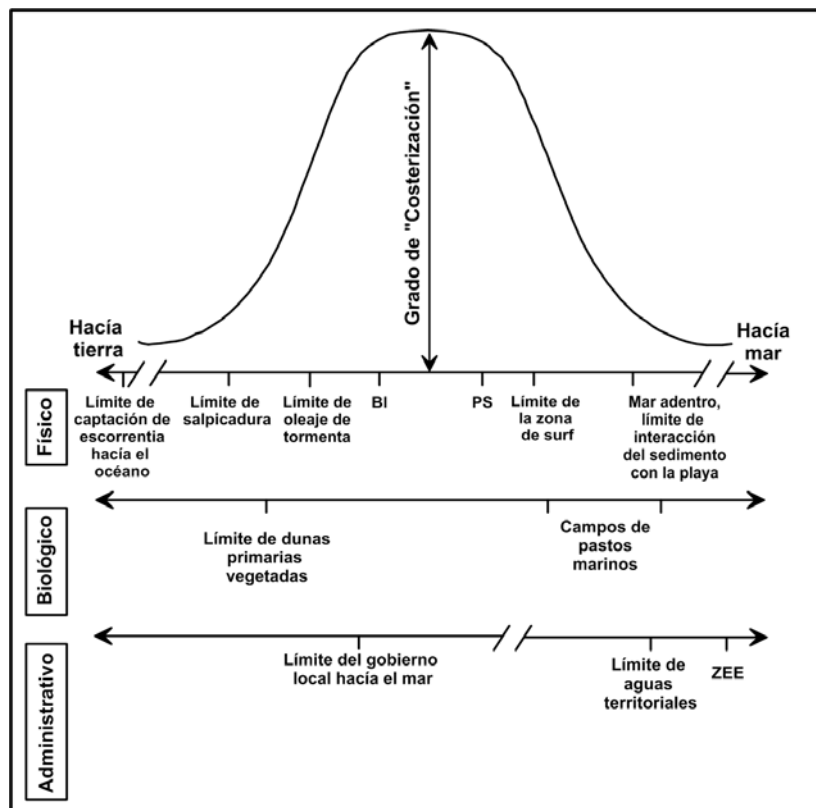 Grado de "Costerización"
Hacía
tierra
Hacía
mar
Físico
Límite de
captación de
escorrentia
hacía el
océano
Límite de
salpicadura
Límite de
oleaje de
tormenta
BI
PS
Límite de
la zona
de surf
Mar adentro,
límite de
interacción
del sedimento
con la playa
Biológico
Límite de dunas
primarias
vegetadas
Campos de
pastos
marinos
Administrativo
Límite del gobierno
local hacía el mar
Límite de
aguas
territoriales
ZEE